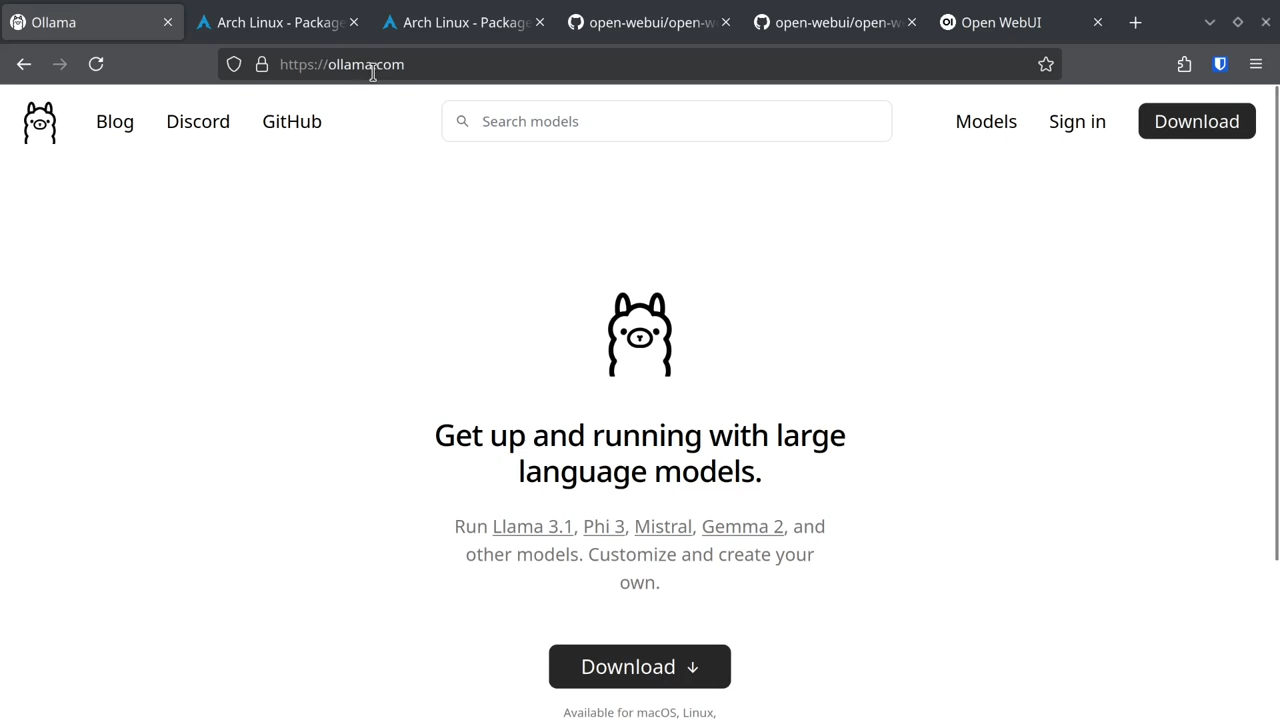 Ollama
Arch Linux - Package
Arch Linux - Package
open-webui/open-w
open-webui/open-w
Open WebUI
https://ollama.com
Blog
Discord
GitHub
Search models
Models
Sign in
Download
Get up and running with large
language models.
Run Llama 3.1, Phi 3, Mistral, Gemma 2, and
other models. Customize and create your
own.
Download ↓
Available for macOS, Linux,